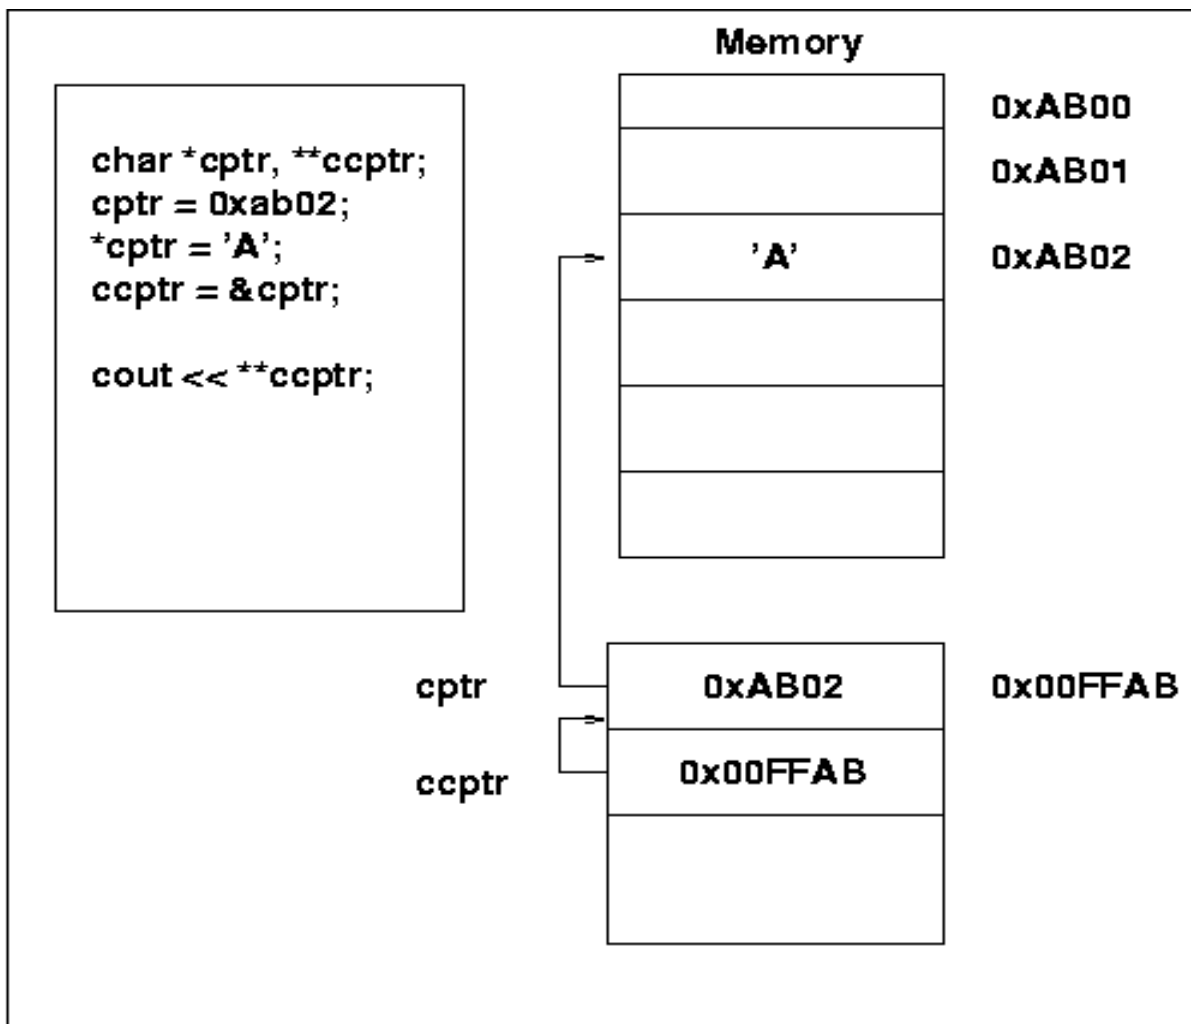 Memory
char *cptr, **ccptr;
cptr = 0xab02;
*cptr = 'A';
ccptr = &cptr;
cout << **ccptr;
0xAB00
0xAB01
'A' 0xAB02
cptr 0xAB02 0x00FFAB
ccptr 0x00FFAB